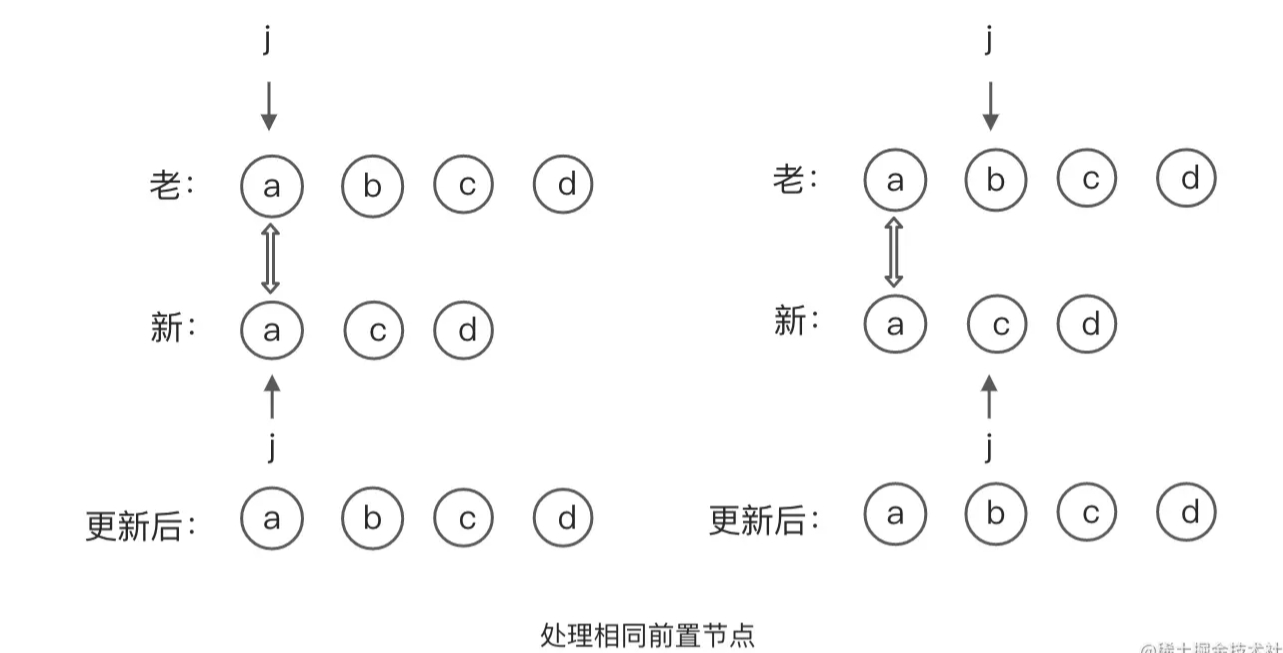 j j
老: a b c d 老: a b c d
新: a c d 新: a c d
j j
更新后: a b c d 更新后: a b c d
处理相同前置节点
@稀土掘金技术社